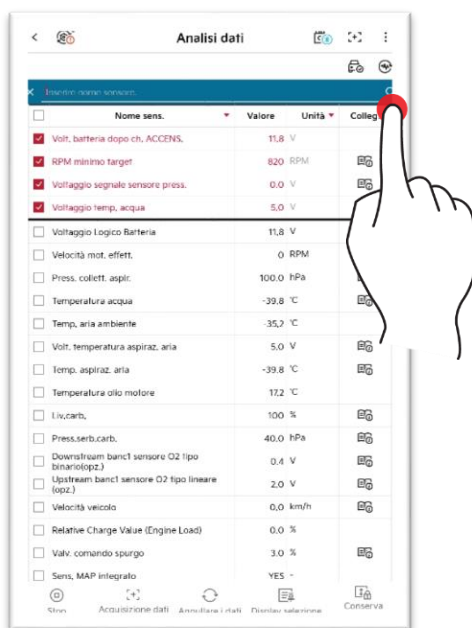 Analisi dati
Inserire nome sensore.
Nome sens. Valore Unità Colleg
Volt. batteria dopo ch. ACCENS. 11,8 V
RPM minimo target 820 RPM
Voltaggio segnale sensore press. 0.0 V
Voltaggio temp. acqua 5,0 V
Voltaggio Logico Batteria 11,8 V
Velocità mot. effett. 0 RPM
Press. collett. aspir. 100.0 hPa
Temperatura acqua -39,8 °C
Temp. aria ambiente -35,2 °C
Volt. temperatura aspiraz. aria 5,0 V
Temp. aspiraz. aria -39,8 °C
Temperatura olio motore 17,2 °C
Liv.carb. 100 %
Press.serb.carb. 40,0 hPa
Downstream banc1 sensore O2 tipo
binario(opz.) 0.4 V
Upstream banc1 sensore O2 tipo lineare
(opz.) 2,0 V
Velocità veicolo 0,0 km/h
Relative Charge Value (Engine Load) 0.0 %
Valv. comando spurgo 3.0 %
Sens. MAP integrato YES -
Stop Acquisizione dati Annullare i dati Display selezione Conserva